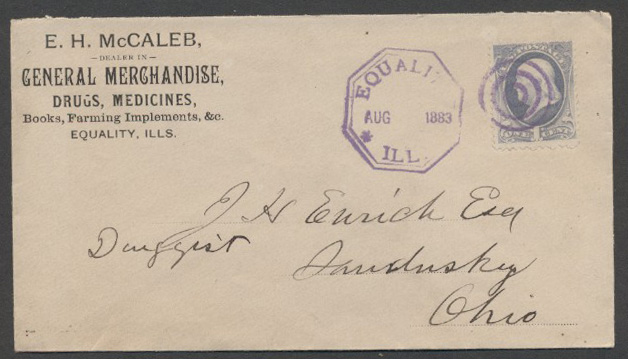 E. H. McCALEB,
—DEALER IN—
GENERAL MERCHANDISE,
DRUGS, MEDICINES,
Books, Farming Implements, &c.
EQUALITY, ILLS.
EQUALI
AUG 1883
ILL
J H Enrich Esq
Druggist
Sandusky
Ohio